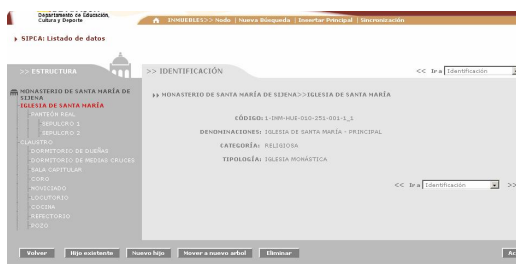 Departamento de Educación,
Cultura y Deporte
INMUEBLES>> Nodo | Nueva Búsqueda | Insertar Principal | Sincronización
SIPCA: Listado de datos
>> ESTRUCTURA
>> IDENTIFICACIÓN
<< Ir a Identificación
MONASTERIO DE SANTA MARÍA DE SIJENA
IGLESIA DE SANTA MARÍA
PANTEÓN REAL
SEPULCRO 1
SEPULCRO 2
CLAUSTRO
DORMITORIO DE DUEÑAS
DORMITORIO DE MEDIAS CRUCES
SALA CAPITULAR
CORO
NOVICIADO
LOCUTORIO
COCINA
REFECTORIO
POZO
MONASTERIO DE SANTA MARÍA DE SIJENA>>IGLESIA DE SANTA MARÍA
CÓDIGO: 1-INM-HUE-010-251-001-1_1
DENOMINACIONES: IGLESIA DE SANTA MARÍA - PRINCIPAL
CATEGORÍA: RELIGIOSA
TIPOLOGÍA: IGLESIA MONÁSTICA
<< Ir a Identificación >>
Volver Hijo existente Nuevo hijo Mover a nuevo arbol Eliminar Ac